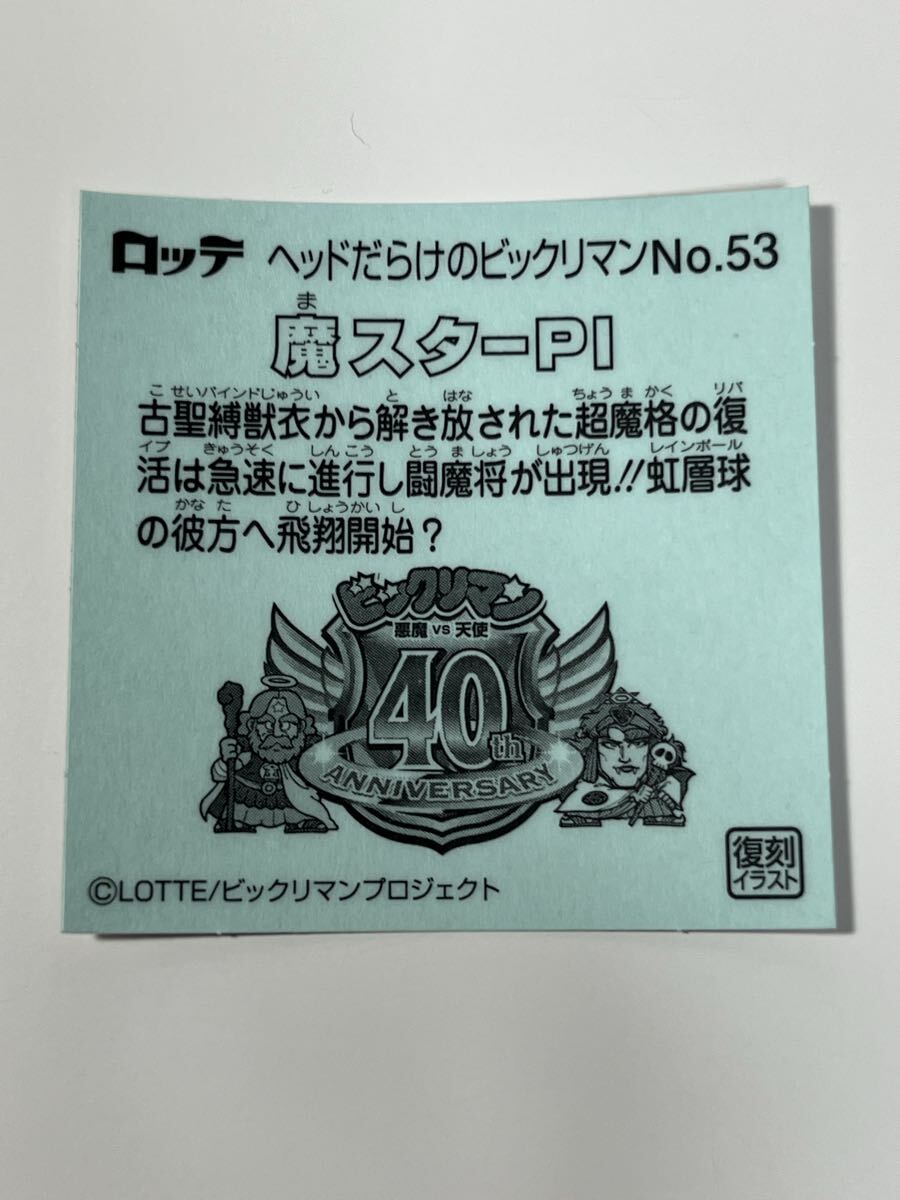 ロッテ ヘッドだらけのビックリマンNo.53
ま
魔スターPI
こせいバインドじゅうい と はな ちょうまかく リバ
古聖縛獣衣から解き放された超魔格の復
イブ きゅうそく しんこう とうましょう しゅつげん レインボール
活は急速に進行し闘魔将が出現!!虹層球
かなた ひしょうかいし
の彼方へ飛翔開始？
ビックリマン
悪魔 VS 天使
40th
ANNIVERSARY
復刻
イラスト
©LOTTE/ビックリマンプロジェクト